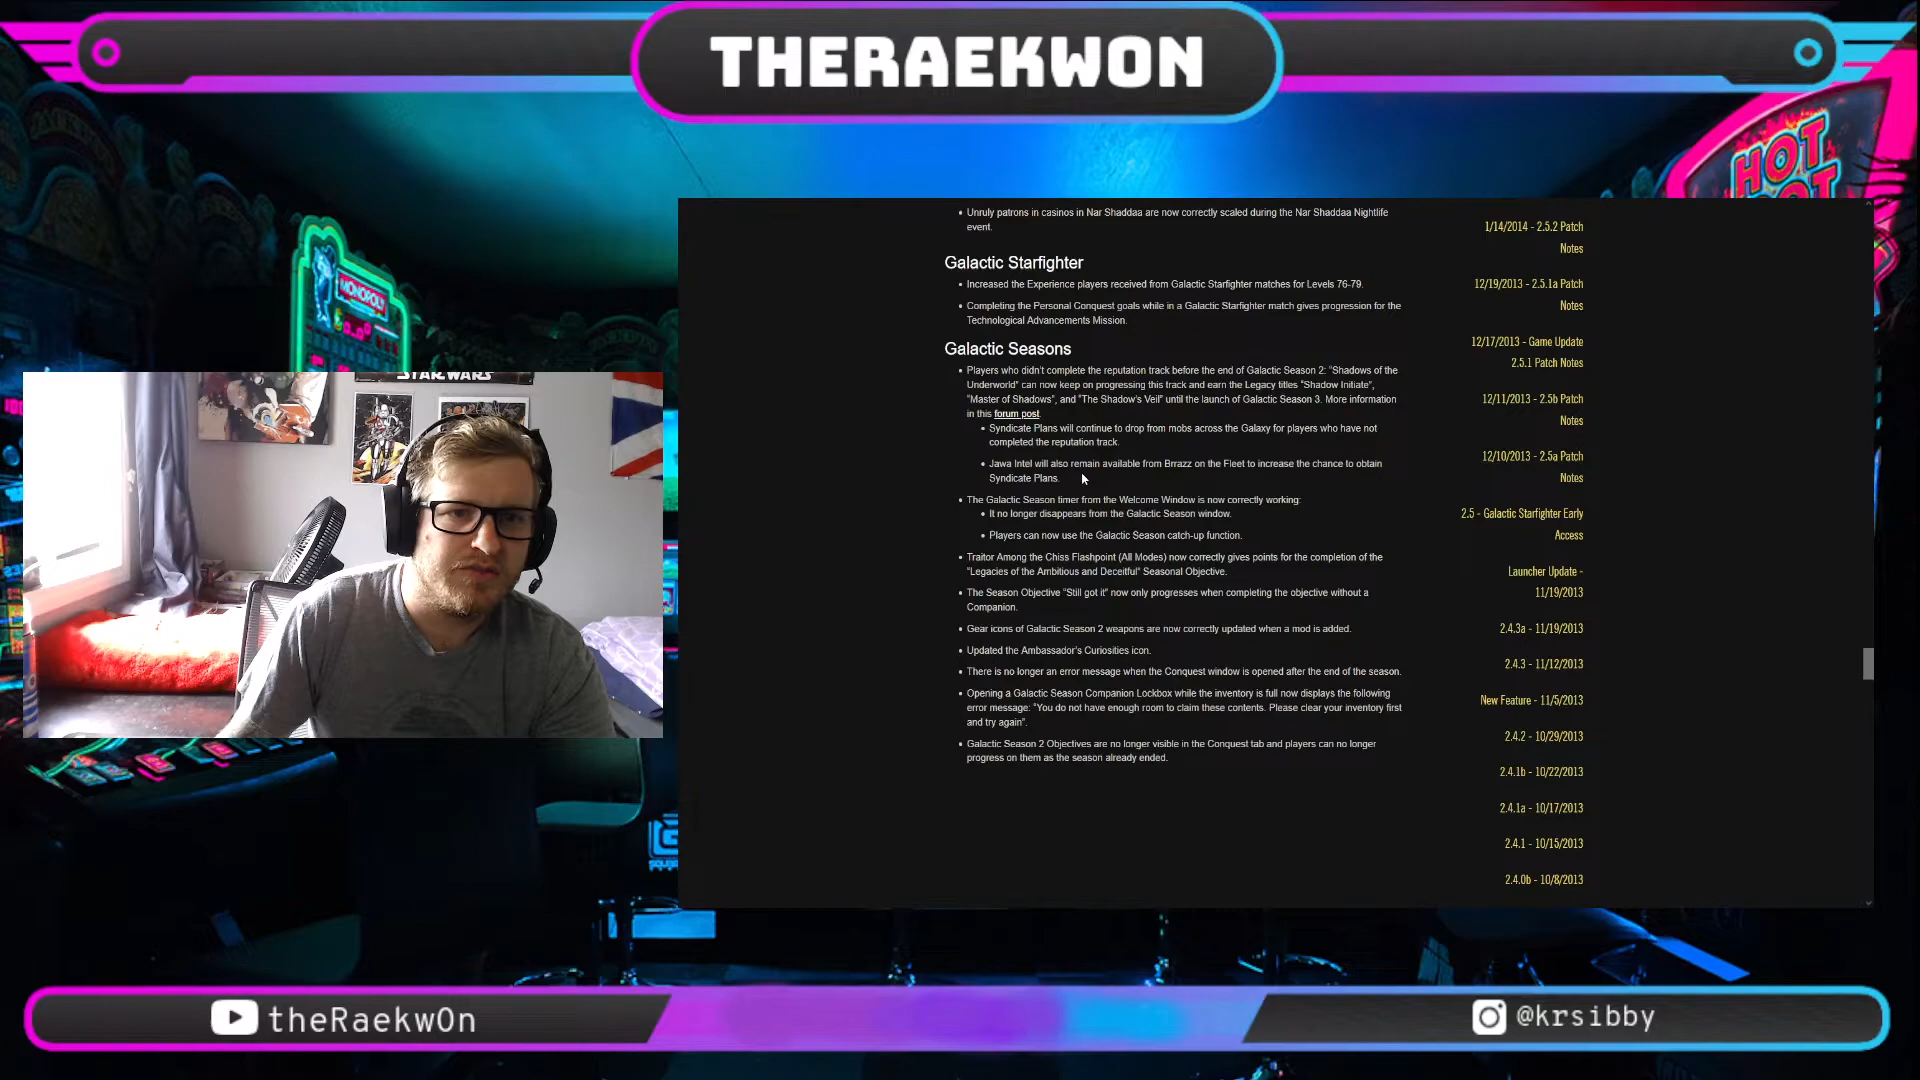 THERAEKWON
HOT
MONOPOLY
STAR WARS
• Unruly patrons in casinos in Nar Shaddaa are now correctly scaled during the Nar Shaddaa Nightlife
event.
Galactic Starfighter
• Increased the Experience players received from Galactic Starfighter matches for Levels 76-79.
• Completing the Personal Conquest goals while in a Galactic Starfighter match gives progression for the
Technological Advancements Mission.
Galactic Seasons
• Players who didn't complete the reputation track before the end of Galactic Season 2: "Shadows of the
Underworld" can now keep on progressing this track and earn the Legacy titles "Shadow Initiate",
"Master of Shadows", and "The Shadow's Veil" until the launch of Galactic Season 3. More information
in this forum post.
• Syndicate Plans will continue to drop from mobs across the Galaxy for players who have not
completed the reputation track.
• Jawa Intel will also remain available from Brrazz on the Fleet to increase the chance to obtain
Syndicate Plans.
• The Galactic Season timer from the Welcome Window is now correctly working:
• It no longer disappears from the Galactic Season window.
• Players can now use the Galactic Season catch-up function.
• Traitor Among the Chiss Flashpoint (All Modes) now correctly gives points for the completion of the
"Legacies of the Ambitious and Deceitful" Seasonal Objective.
• The Season Objective "Still got it" now only progresses when completing the objective without a
Companion.
• Gear icons of Galactic Season 2 weapons are now correctly updated when a mod is added.
• Updated the Ambassador's Curiosities icon.
• There is no longer an error message when the Conquest window is opened after the end of the season.
• Opening a Galactic Season Companion Lockbox while the inventory is full now displays the following
error message: "You do not have enough room to claim these contents. Please clear your inventory first
and try again".
• Galactic Season 2 Objectives are no longer visible in the Conquest tab and players can no longer
progress on them as the season already ended.
1/14/2014 - 2.5.2 Patch
Notes
12/19/2013 - 2.5.1a Patch
Notes
12/17/2013 - Game Update
2.5.1 Patch Notes
12/11/2013 - 2.5b Patch
Notes
12/10/2013 - 2.5a Patch
Notes
2.5 - Galactic Starfighter Early
Access
Launcher Update -
11/19/2013
2.4.3a - 11/19/2013
2.4.3 - 11/12/2013
New Feature - 11/5/2013
2.4.2 - 10/29/2013
2.4.1b - 10/22/2013
2.4.1a - 10/17/2013
2.4.1 - 10/15/2013
2.4.0b - 10/8/2013
theRaekw0n
@krsibby